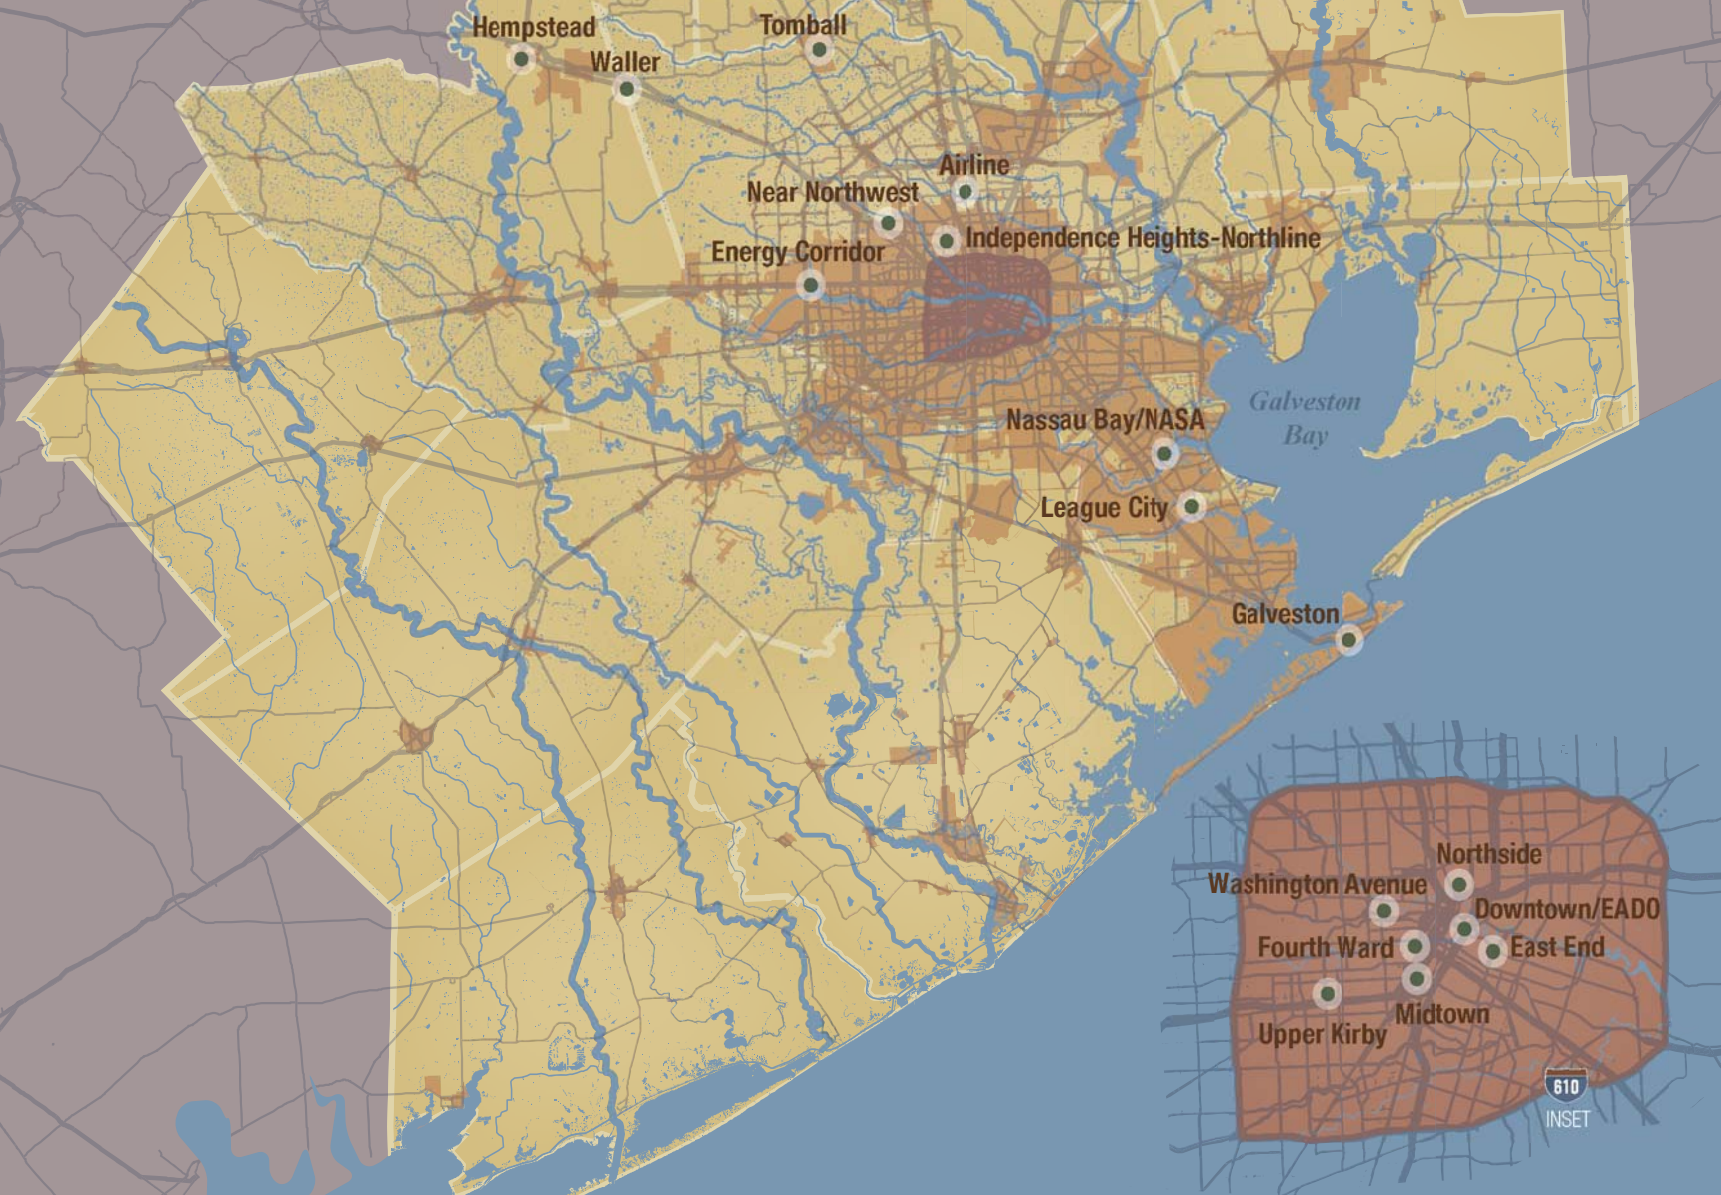 Hempstead
Tomball
Waller
Airline
Near Northwest
Independence Heights-Northline
Energy Corridor
Galveston
Bay
Nassau Bay/NASA
League City
Galveston
Northside
Washington Avenue
Downtown/EADO
Fourth Ward
East End
Midtown
Upper Kirby
610
INSET